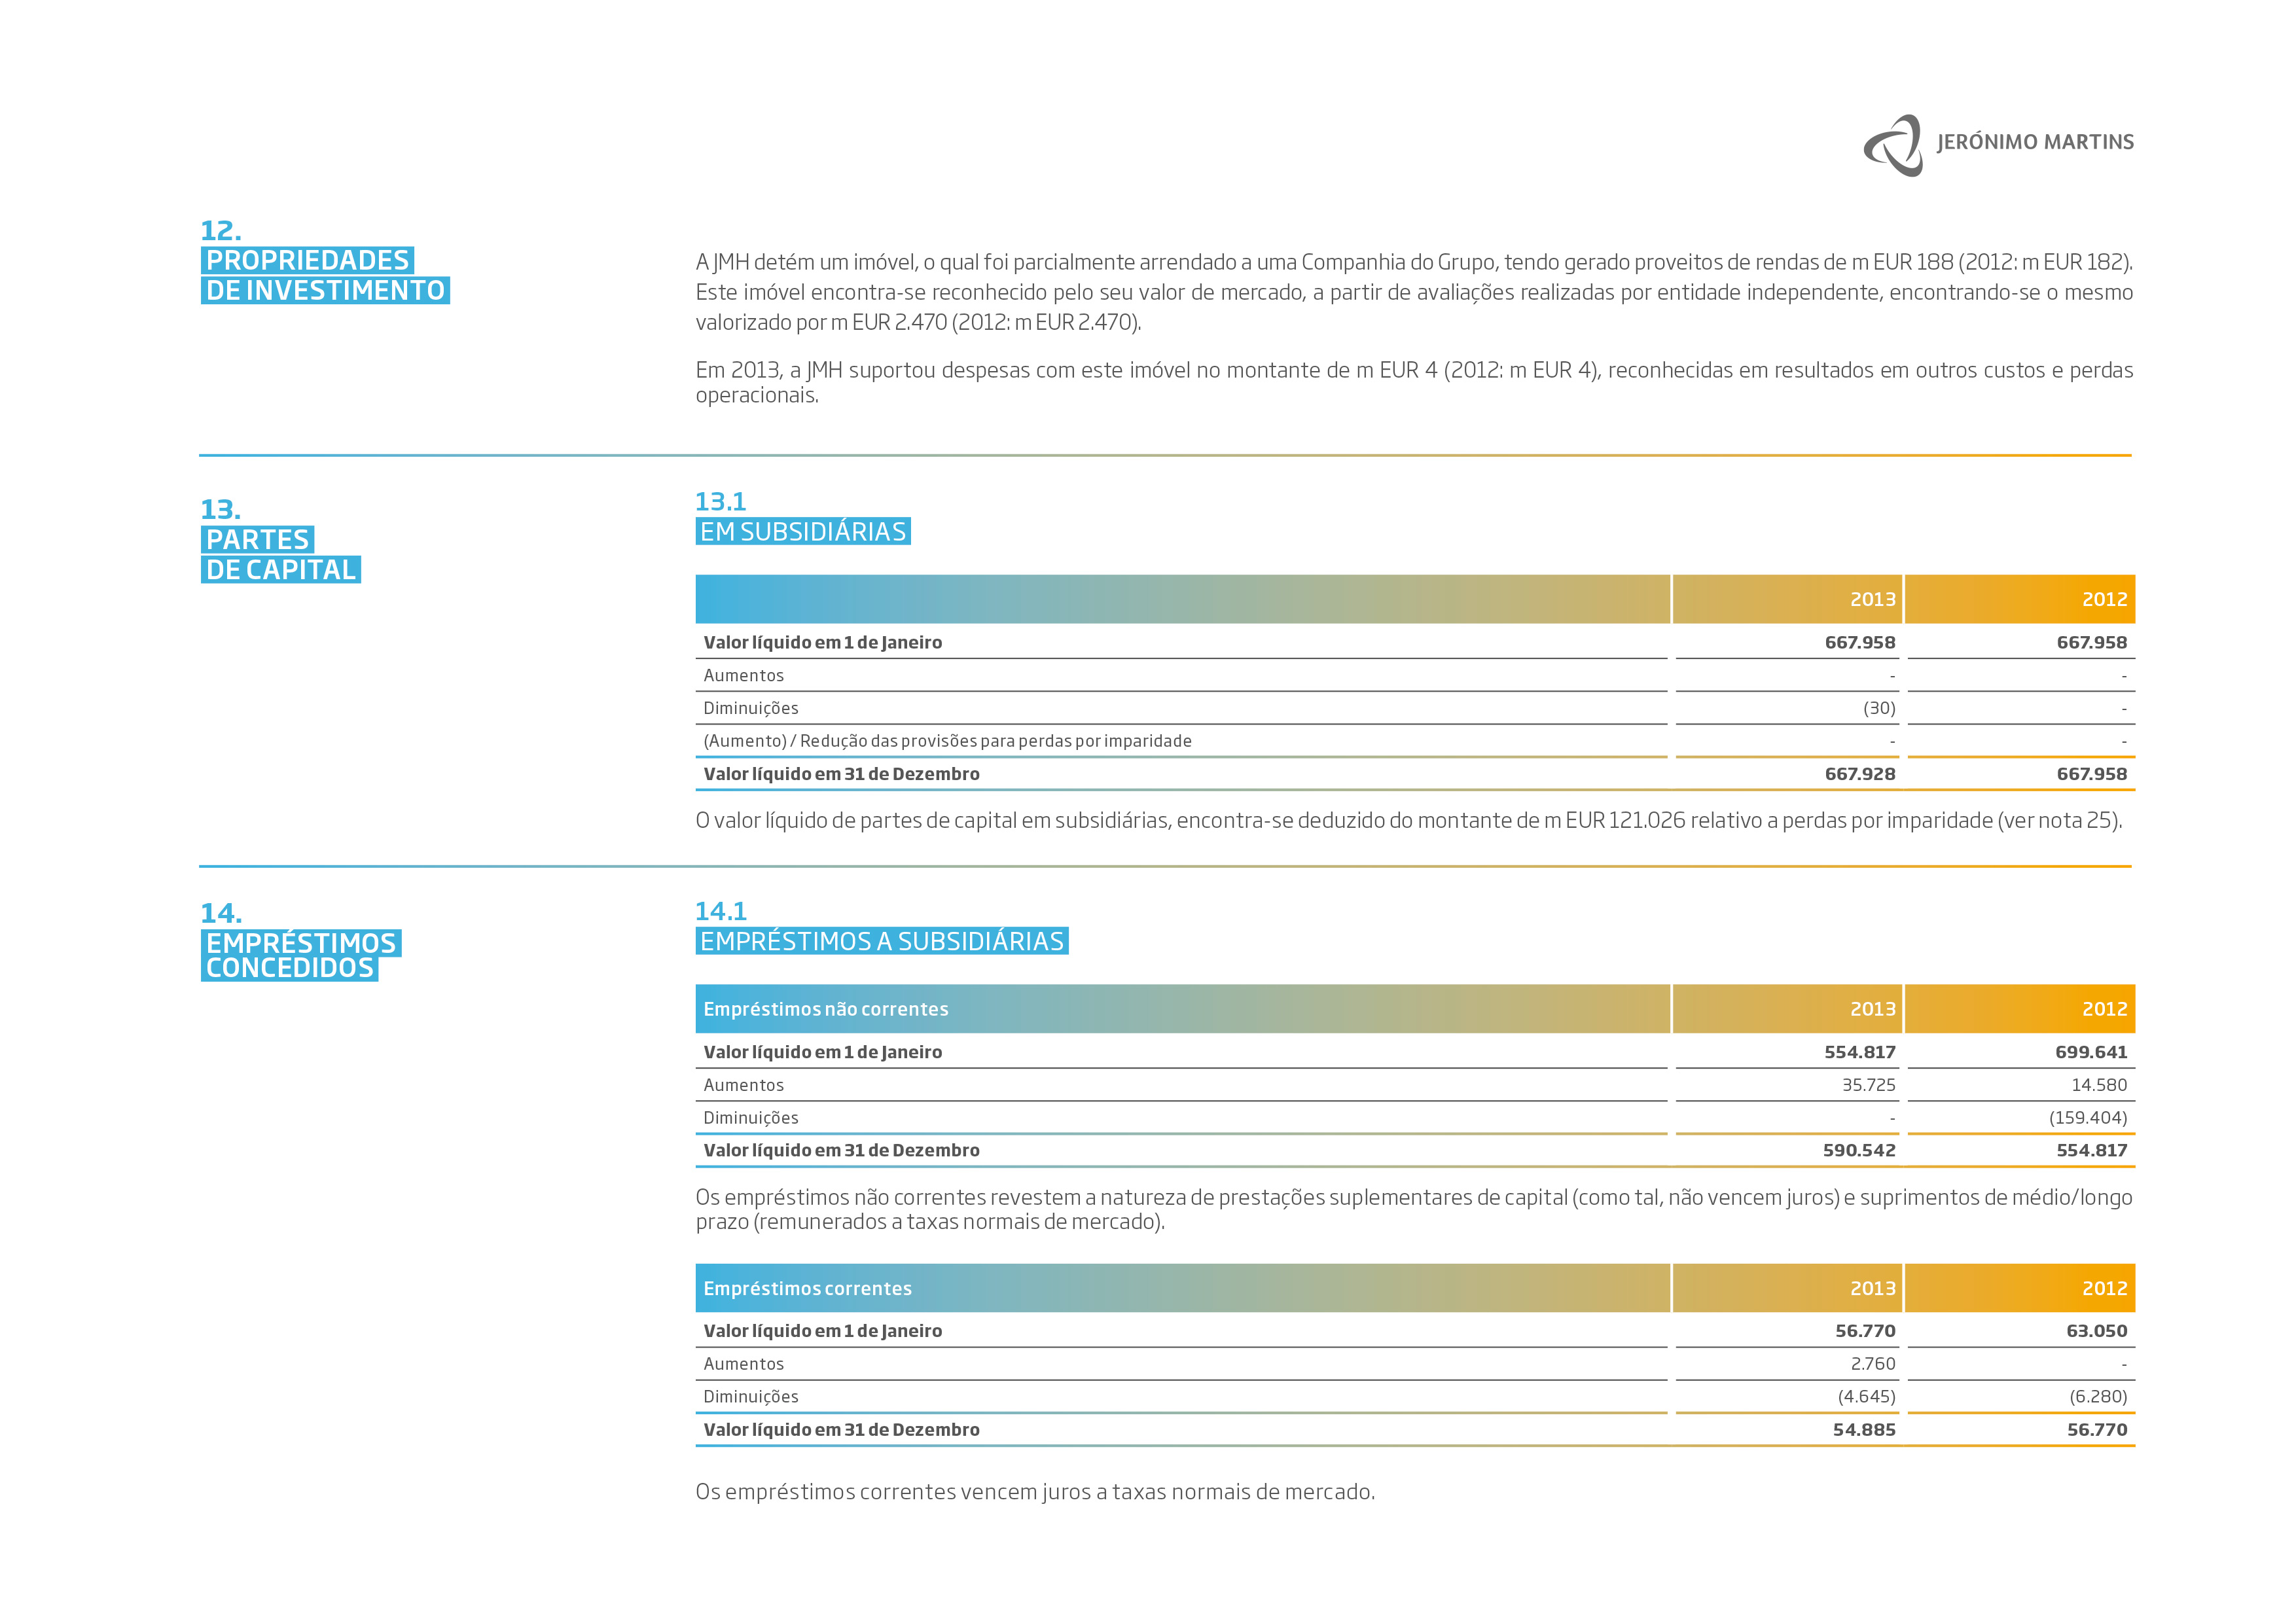 JERÓNIMO MARTINS
12.
PROPRIEDADES
DE INVESTIMENTO
A JMH detém um imóvel, o qual foi parcialmente arrendado a uma Companhia do Grupo, tendo gerado proveitos de rendas de m EUR 188 (2012: m EUR 182).
Este imóvel encontra-se reconhecido pelo seu valor de mercado, a partir de avaliações realizadas por entidade independente, encontrando-se o mesmo
valorizado por m EUR 2.470 (2012: m EUR 2.470).
Em 2013, a JMH suportou despesas com este imóvel no montante de m EUR 4 (2012: m EUR 4), reconhecidas em resultados em outros custos e perdas
operacionais.
13.
PARTES
DE CAPITAL
13.1
EM SUBSIDIÁRIAS
2013 2012
Valor líquido em 1 de Janeiro 667.958 667.958
Aumentos - -
Diminuições (30) -
(Aumento) / Redução das provisões para perdas por imparidade - -
Valor líquido em 31 de Dezembro 667.928 667.958
O valor líquido de partes de capital em subsidiárias, encontra-se deduzido do montante de m EUR 121.026 relativo a perdas por imparidade (ver nota 25).
14.
EMPRÉSTIMOS
CONCEDIDOS
14.1
EMPRÉSTIMOS A SUBSIDIÁRIAS
Empréstimos não correntes 2013 2012
Valor líquido em 1 de Janeiro 554.817 699.641
Aumentos 35.725 14.580
Diminuições - (159.404)
Valor líquido em 31 de Dezembro 590.542 554.817
Os empréstimos não correntes revestem a natureza de prestações suplementares de capital (como tal, não vencem juros) e suprimentos de médio/longo
prazo (remunerados a taxas normais de mercado).
Empréstimos correntes 2013 2012
Valor líquido em 1 de Janeiro 56.770 63.050
Aumentos 2.760 -
Diminuições (4.645) (6.280)
Valor líquido em 31 de Dezembro 54.885 56.770
Os empréstimos correntes vencem juros a taxas normais de mercado.